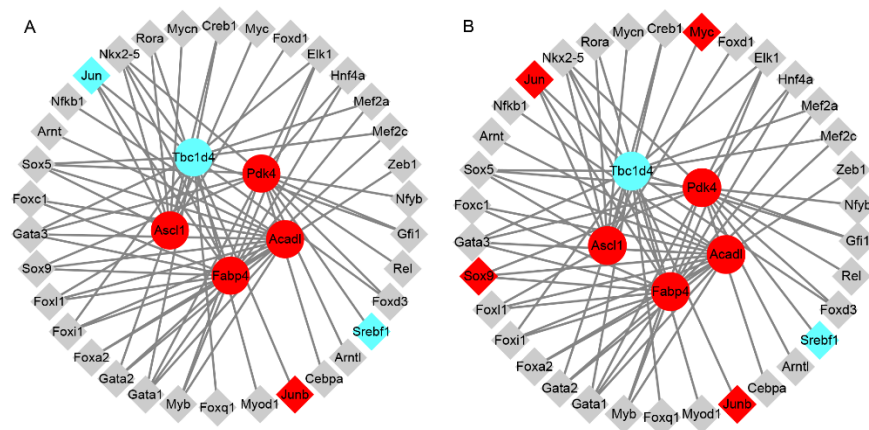 A
Mycn
Creb1
Rora
Myc
Nkx2-5
Foxd1
Jun
Elk1
Nfkb1
Hnf4a
Arnt
Mef2a
Sox5
Mef2c
Foxc1
Zeb1
Gata3
Nfyb
Sox9
Gfi1
Foxl1
Rel
Foxi1
Foxd3
Foxa2
Srebf1
Gata2
Arntl
Gata1
Cebpa
Myb
Junb
Foxq1
Myod1
Tbc1d4
Pdk4
Ascl1
Acadl
Fabp4
B
Mycn
Creb1
Rora
Myc
Nkx2-5
Foxd1
Jun
Elk1
Nfkb1
Hnf4a
Arnt
Mef2a
Sox5
Mef2c
Foxc1
Zeb1
Gata3
Nfyb
Sox9
Gfi1
Foxl1
Rel
Foxi1
Foxd3
Foxa2
Srebf1
Gata2
Arntl
Gata1
Cebpa
Myb
Junb
Foxq1
Myod1
Tbc1d4
Pdk4
Ascl1
Acadl
Fabp4